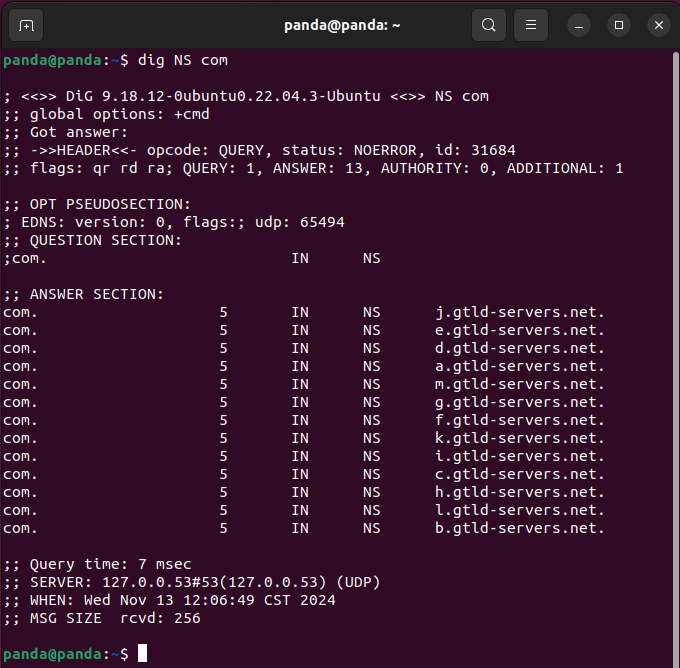 panda@panda: ~
panda@panda:~$ dig NS com

; <<>> DiG 9.18.12-0ubuntu0.22.04.3-Ubuntu <<>> NS com
;; global options: +cmd
;; Got answer:
;; ->>HEADER<<- opcode: QUERY, status: NOERROR, id: 31684
;; flags: qr rd ra; QUERY: 1, ANSWER: 13, AUTHORITY: 0, ADDITIONAL: 1

;; OPT PSEUDOSECTION:
; EDNS: version: 0, flags:; udp: 65494
;; QUESTION SECTION:
;com.				IN	NS

;; ANSWER SECTION:
com.			5	IN	NS	j.gtld-servers.net.
com.			5	IN	NS	e.gtld-servers.net.
com.			5	IN	NS	d.gtld-servers.net.
com.			5	IN	NS	a.gtld-servers.net.
com.			5	IN	NS	m.gtld-servers.net.
com.			5	IN	NS	g.gtld-servers.net.
com.			5	IN	NS	f.gtld-servers.net.
com.			5	IN	NS	k.gtld-servers.net.
com.			5	IN	NS	i.gtld-servers.net.
com.			5	IN	NS	c.gtld-servers.net.
com.			5	IN	NS	h.gtld-servers.net.
com.			5	IN	NS	l.gtld-servers.net.
com.			5	IN	NS	b.gtld-servers.net.

;; Query time: 7 msec
;; SERVER: 127.0.0.53#53(127.0.0.53) (UDP)
;; WHEN: Wed Nov 13 12:06:49 CST 2024
;; MSG SIZE  rcvd: 256

panda@panda:~$